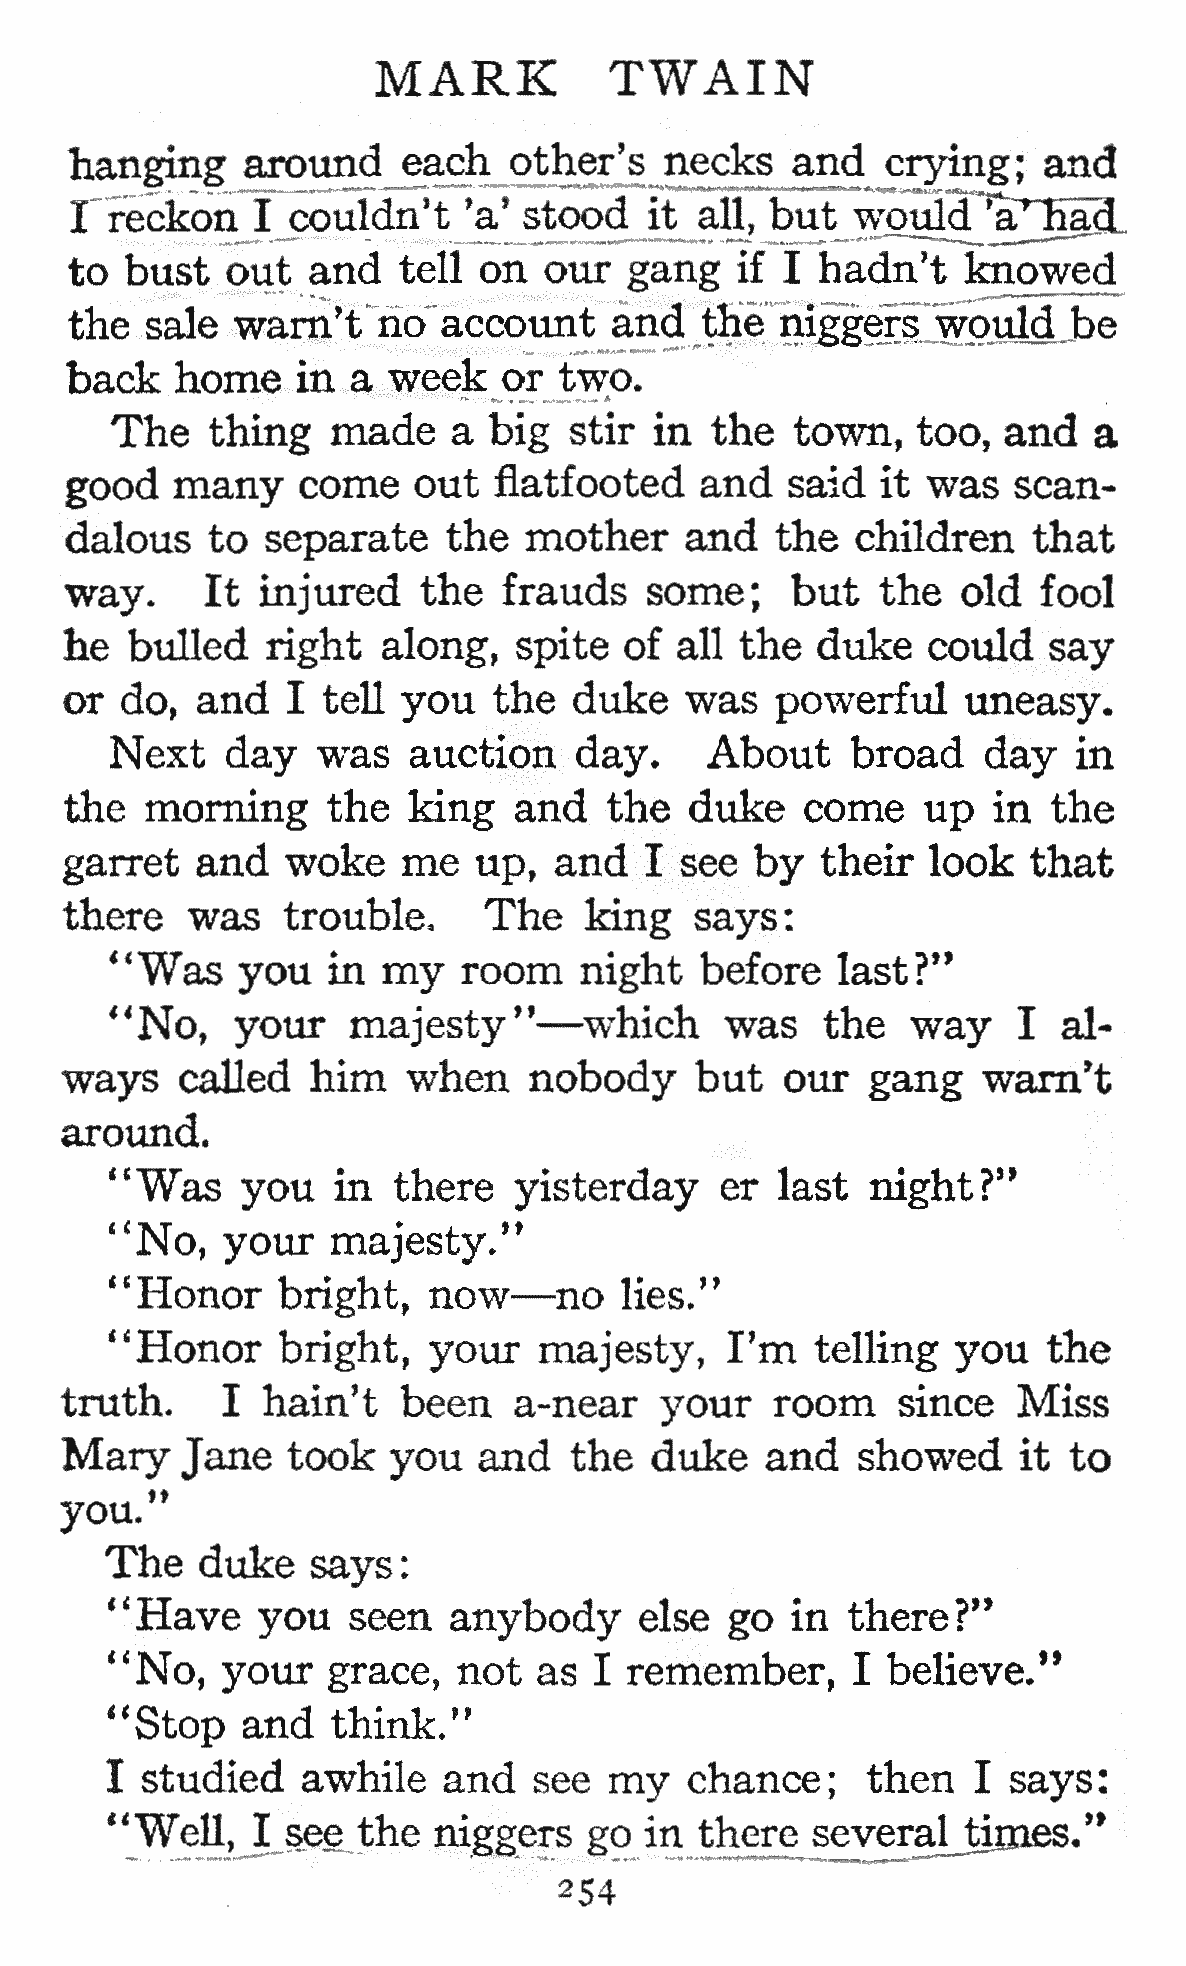 MARK TWAIN
hanging around each other's necks and crying; and
I reckon I couldn't 'a' stood it all, but would 'a' had
to bust out and tell on our gang if I hadn't knowed
the sale warn't no account and the niggers would be
back home in a week or two.
The thing made a big stir in the town, too, and a
good many come out flatfooted and said it was scan-
dalous to separate the mother and the children that
way. It injured the frauds some; but the old fool
he bulled right along, spite of all the duke could say
or do, and I tell you the duke was powerful uneasy.
Next day was auction day. About broad day in
the morning the king and the duke come up in the
garret and woke me up, and I see by their look that
there was trouble. The king says:
"Was you in my room night before last?"
"No, your majesty"—which was the way I al-
ways called him when nobody but our gang warn't
around.
"Was you in there yisterday er last night?"
"No, your majesty."
"Honor bright, now—no lies."
"Honor bright, your majesty, I'm telling you the
truth. I hain't been a-near your room since Miss
Mary Jane took you and the duke and showed it to
you."
The duke says:
"Have you seen anybody else go in there?"
"No, your grace, not as I remember, I believe."
"Stop and think."
I studied awhile and see my chance; then I says:
"Well, I see the niggers go in there several times."
254